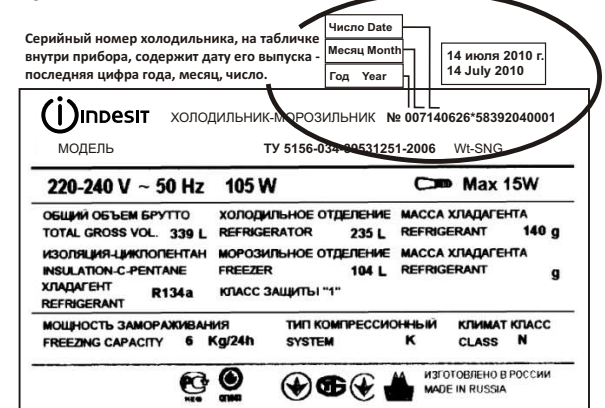 Число Date
Серийный номер холодильника, на табличке
внутри прибора, содержит дату его выпуска -
последняя цифра года, месяц, число.
Месяц Month
Год Year
14 июля 2010 г.
14 July 2010
indesit ХОЛОДИЛЬНИК-МОРОЗИЛЬНИК № 007140626*58392040001
МОДЕЛЬ ТУ 5156-034-39531251-2006 Wt-SNG
220-240 V ~ 50 Hz 105 W Max 15W
ОБЩИЙ ОБЪЕМ БРУТТО ХОЛОДИЛЬНОЕ ОТДЕЛЕНИЕ МАССА ХЛАДАГЕНТА
TOTAL GROSS VOL. 339 L REFRIGERATOR 235 L REFRIGERANT 140 g
ИЗОЛЯЦИЯ-ЦИКЛОПЕНТАН МОРОЗИЛЬНОЕ ОТДЕЛЕНИЕ МАССА ХЛАДАГЕНТА
INSULATION-C-PENTANE FREEZER 104 L REFRIGERANT g
ХЛАДАГЕНТ R134a КЛАСС ЗАЩИТЫ "1"
REFRIGERANT
МОЩНОСТЬ ЗАМОРАЖИВАНИЯ ТИП КОМПРЕССИОННЫЙ КЛИМАТ КЛАСС
FREEZING CAPACITY 6 Kg/24h SYSTEM K CLASS N
ИЗГОТОВЛЕНО В РОССИИ
MADE IN RUSSIA